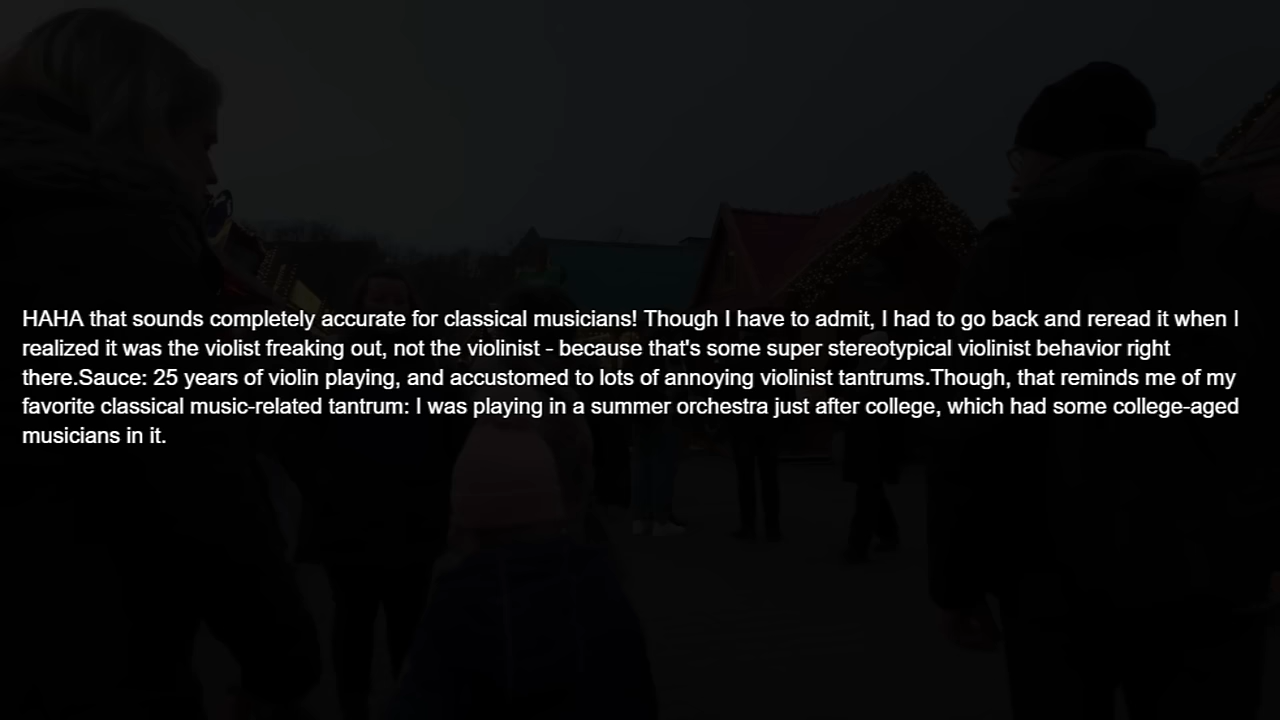 HAHA that sounds completely accurate for classical musicians! Though I have to admit, I had to go back and reread it when I
realized it was the violist freaking out, not the violinist - because that's some super stereotypical violinist behavior right
there.Sauce: 25 years of violin playing, and accustomed to lots of annoying violinist tantrums.Though, that reminds me of my
favorite classical music-related tantrum: I was playing in a summer orchestra just after college, which had some college-aged
musicians in it.